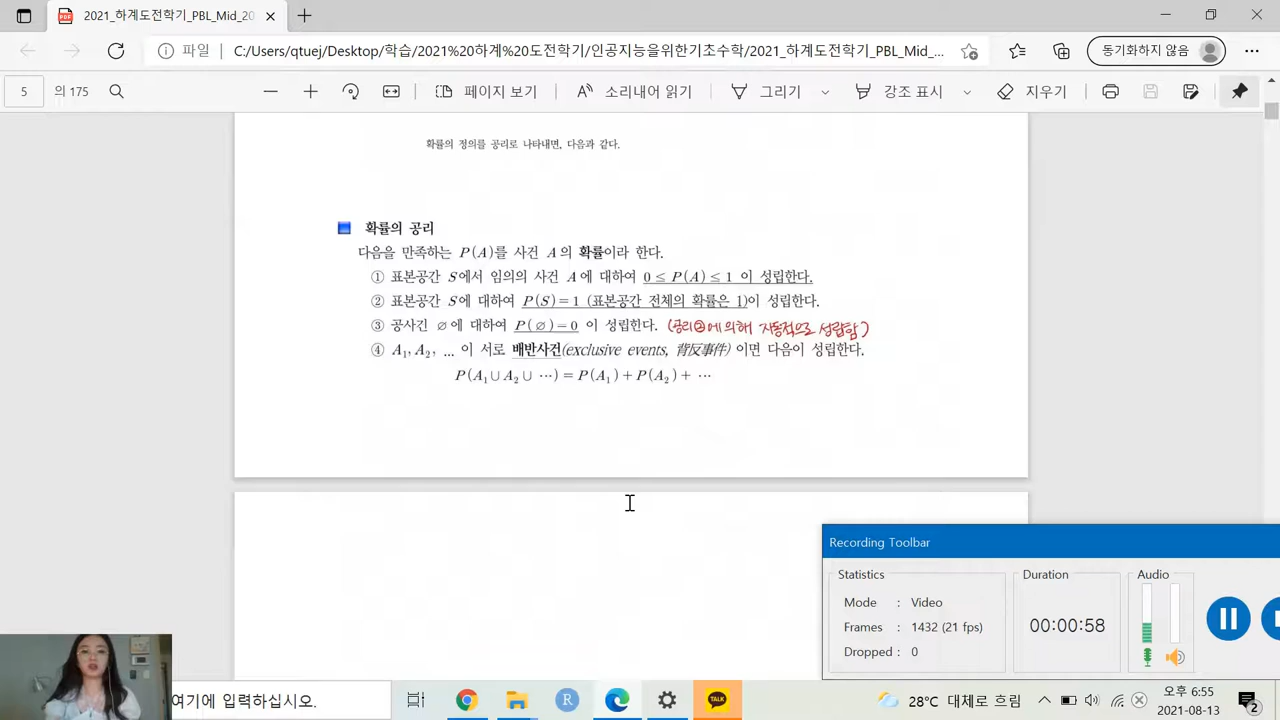 2021_하계도전학기_PBL_Mid_20
파일 C:/Users/qtuej/Desktop/학습/2021%20하계%20도전학기/인공지능을위한기초수학/2021_하계도전학기_PBL_Mid_... 동기화하지 않음
5 의 175 페이지 보기 소리내어 읽기 그리기 강조 표시 지우기
확률의 정의를 공리로 나타내면, 다음과 같다.
확률의 공리
다음을 만족하는 P(A)를 사건 A의 확률이라 한다.
① 표본공간 S에서 임의의 사건 A에 대하여 0 ≤ P(A) ≤ 1 이 성립한다.
② 표본공간 S에 대하여 P(S)=1 (표본공간 전체의 확률은 1)이 성립한다.
③ 공사긴 ∅에 대하여 P(∅)=0 이 성립한다. (공리②에 의해 자동적으로 성립함)
④ A₁, A₂, … 이 서로 배반사건(exclusive events, 背反事件) 이면 다음이 성립한다.
P(A₁∪A₂∪ ⋯) = P(A₁)+P(A₂)+ ⋯
Recording Toolbar
Statistics Duration Audio
Mode : Video
Frames : 1432 (21 fps) 00:00:58
Dropped : 0
여기에 입력하십시오. R TALK 28°C 대체로 흐림 오후 6:55
2021-08-13 2